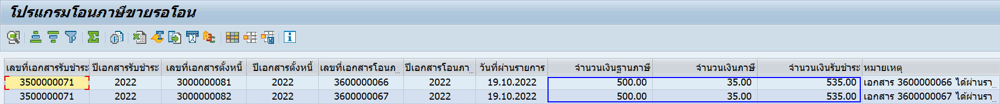 โปรแกรมโอนภาษีขายรอโอน
เลขที่เอกสารรับชำระ ปีเอกสารรับชำระ เลขที่เอกสารตั้งหนี้ ปีเอกสารตั้งหนี้ เลขที่เอกสารโอนภ... ปีเอกสารโอนภา... วันที่ผ่านรายการ จำนวนเงินฐานภาษี จำนวนเงินภาษี จำนวนเงินรับชำระ หมายเหตุ
3500000071 2022 3000000081 2022 3600000066 2022 19.10.2022 500.00 35.00 535.00 เอกสาร 3600000066 ได้ผ่านรา...
3500000071 2022 3000000082 2022 3600000067 2022 19.10.2022 500.00 35.00 535.00 เอกสาร 3600000067 ได้ผ่านรา...